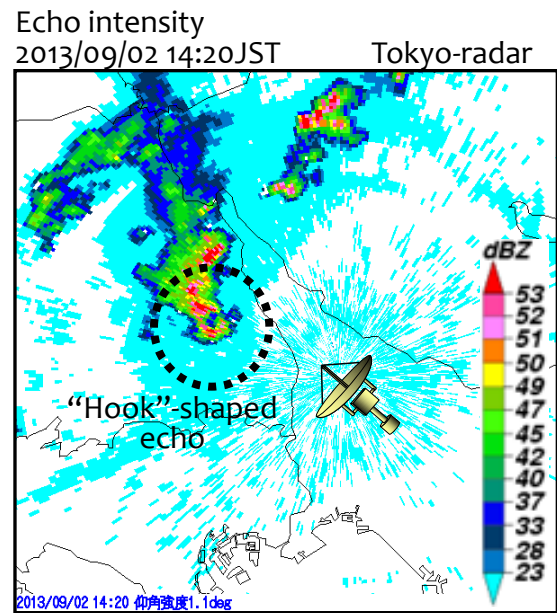 Echo intensity
2013/09/02 14:20JST Tokyo-radar
dBZ
53
52
51
50
49
47
45
42
40
37
33
28
23
“Hook”-shaped
echo
2013/09/02 14:20 仰角強度1.1deg